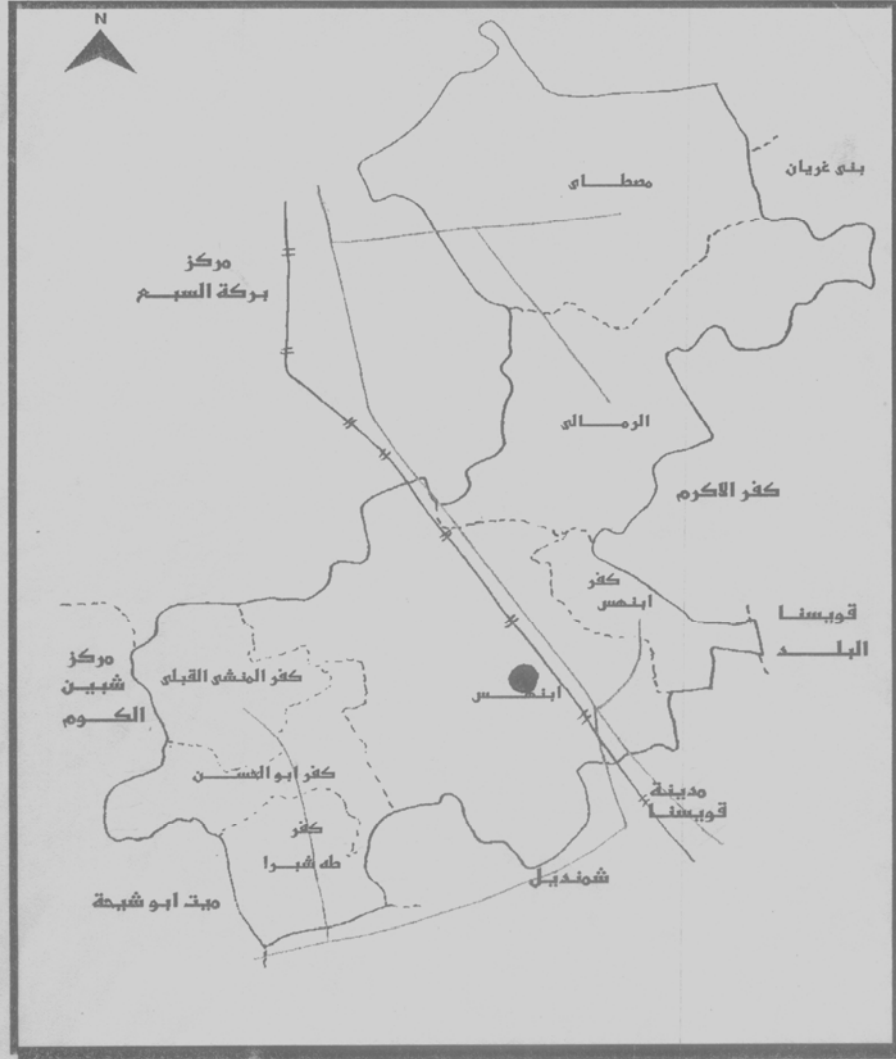 N
بنى غريان
مصطاى
مركز
بركة السبع
الرمالى
كفر الاكرم
كفر
ابنهس
قويسنا
البلد
مركز
شبين
الكوم
كفر المنشى القبلى
ابنهس
كفر ابو الحسن
مدينة
قويسنا
كفر
طه شبرا
شمنديل
ميت ابو شيحة